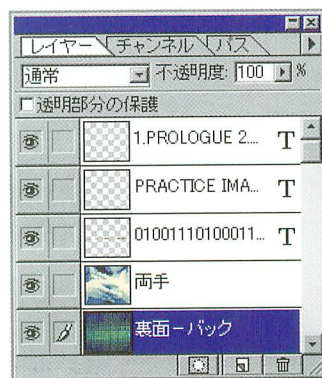 レイヤー チャンネル パス
通常 不透明度: 100 %
透明部分の保護
1.PROLOGUE 2... T
PRACTICE IMA... T
01001110100011... T
両手
裏面－バック